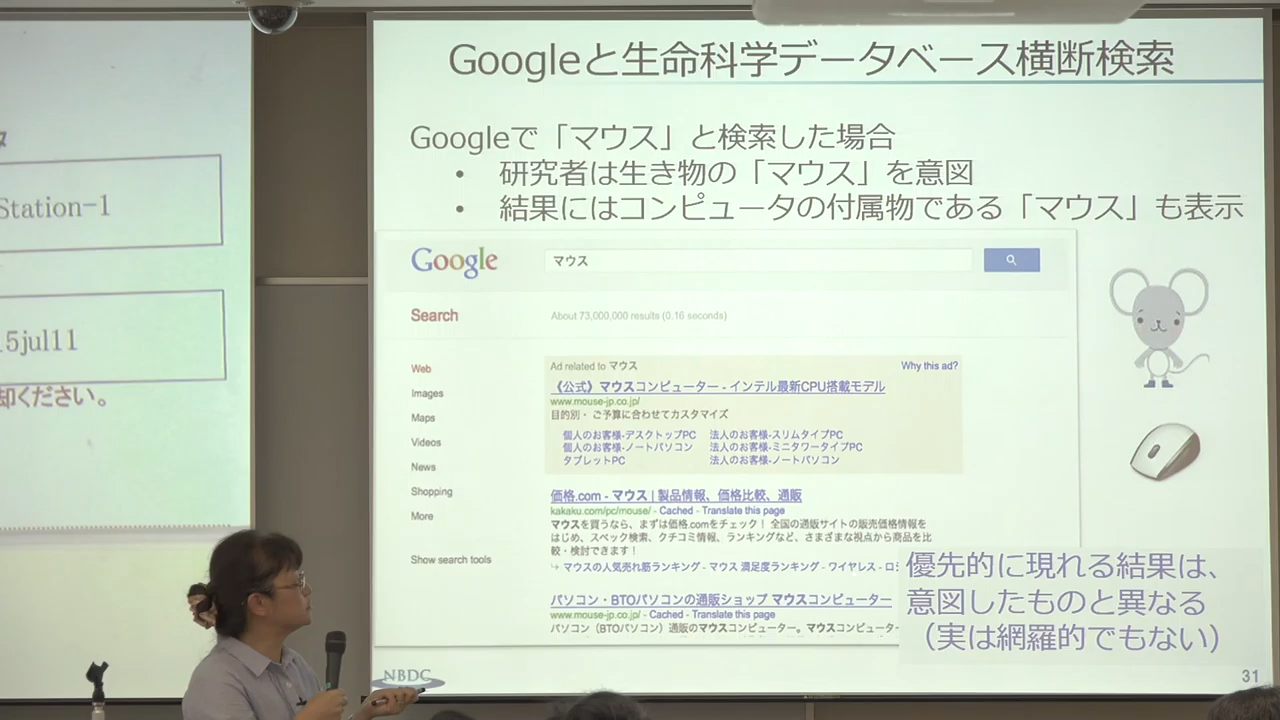 Station-1
5jul11
却ください。
Googleと生命科学データベース横断検索
Googleで「マウス」と検索した場合
• 研究者は生き物の「マウス」を意図
• 結果にはコンピュータの付属物である「マウス」も表示
Google
マウス
Search
About 73,000,000 results (0.16 seconds)
Web
Images
Maps
Videos
News
Shopping
More
Show search tools
Ad related to マウス
Why this ad?
《公式》マウスコンピューター - インテル最新CPU搭載モデル
www.mouse-jp.co.jp/
目的別・ご予算に合わせてカスタマイズ
個人のお客様-デスクトップPC 法人のお客様-スリムタイプPC
個人のお客様-ノートパソコン 法人のお客様-ミニタワータイプPC
タブレットPC 法人のお客様-ノートパソコン
価格.com - マウス | 製品情報、価格比較、通販
kakaku.com/pc/mouse/ - Cached - Translate this page
マウスを買うなら、まずは価格.comをチェック！ 全国の通販サイトの販売価格情報を
はじめ、スペック検索、クチコミ情報、ランキングなど、さまざまな視点から商品を比
較・検討できます！
マウスの人気売れ筋ランキング - マウス 満足度ランキング - ワイヤレス - ロ
パソコン・BTOパソコンの通販ショップ マウスコンピューター
www.mouse-jp.co.jp/ - Cached - Translate this page
パソコン（BTOパソコン）通販のマウスコンピューター。マウスコンピューター
優先的に現れる結果は、
意図したものと異なる
（実は網羅的でもない）
NBDC
31